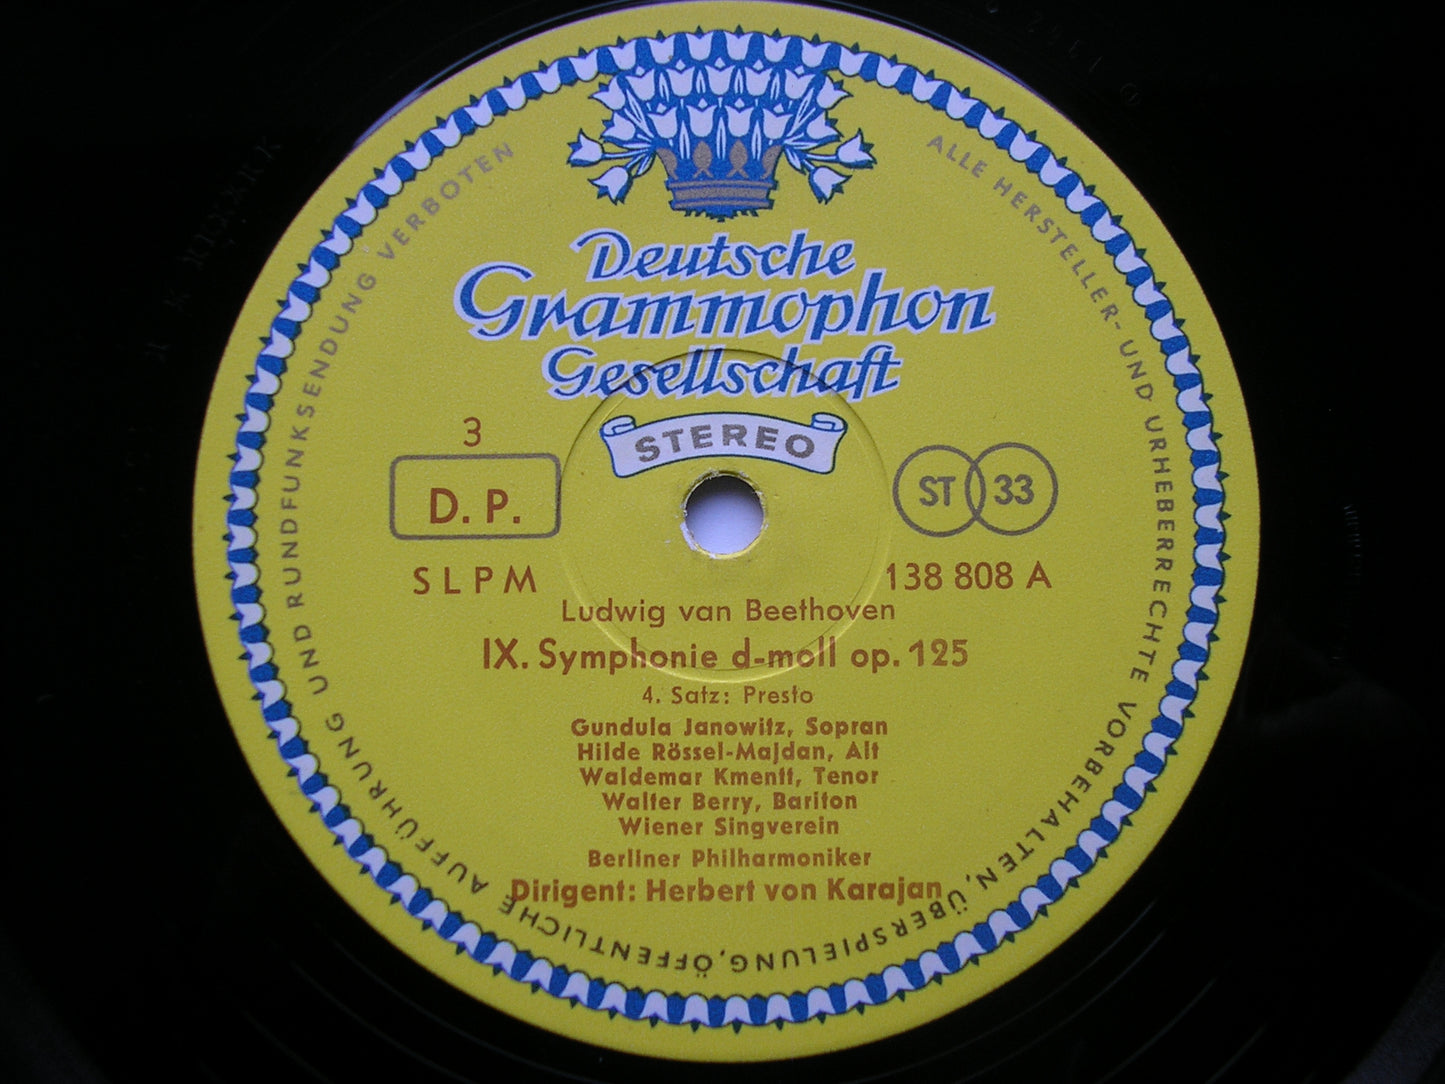 Deutsche
Grammophon
Gesellschaft
STEREO
3
D. P.
ST 33
SLPM
138 808 A
Ludwig van Beethoven
IX. Symphonie d-moll op. 125
4. Satz: Presto
Gundula Janowitz, Sopran
Hilde Rössel-Majdan, Alt
Waldemar Kmentt, Tenor
Walter Berry, Bariton
Wiener Singverein
Berliner Philharmoniker
Dirigent: Herbert von Karajan
ALLE HERSTELLER- UND URHEBERRECHTE VORBEHALTEN, ÜBERSPIELUNG, ÖFFENTLICHE AUFFÜHRUNG UND RUNDFUNKSENDUNG VERBOTEN